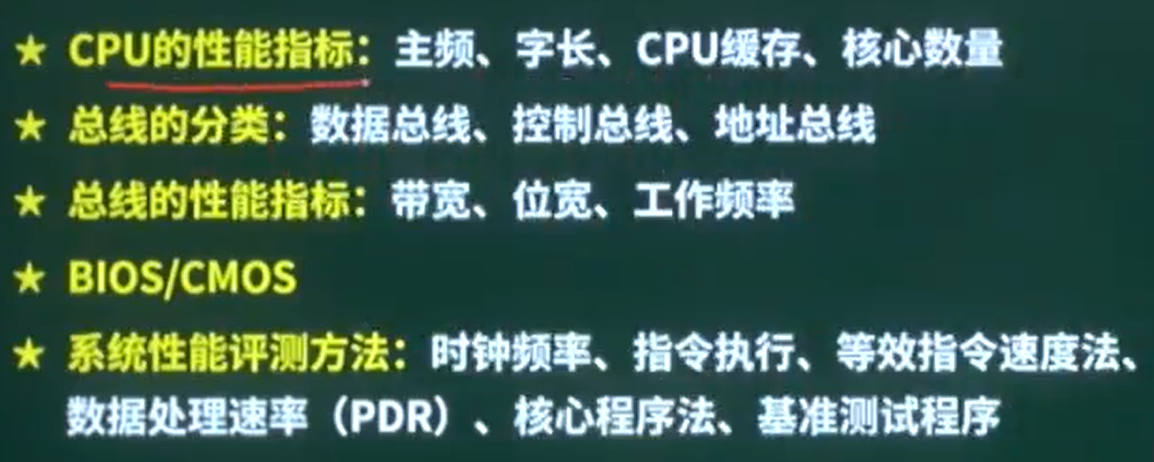 ★ CPU的性能指标：主频、字长、CPU缓存、核心数量
★ 总线的分类：数据总线、控制总线、地址总线
★ 总线的性能指标：带宽、位宽、工作频率
★ BIOS/CMOS
★ 系统性能评测方法：时钟频率、指令执行、等效指令速度法、
数据处理速率（PDR）、核心程序法、基准测试程序